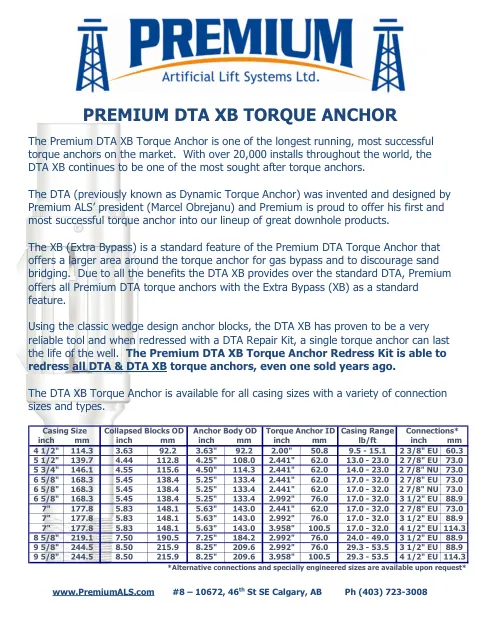 PREMIUM
Artificial Lift Systems Ltd.
PREMIUM DTA XB TORQUE ANCHOR
The Premium DTA XB Torque Anchor is one of the longest running, most successful
torque anchors on the market.  With over 20,000 installs throughout the world, the
DTA XB continues to be one of the most sought after torque anchors.
The DTA (previously known as Dynamic Torque Anchor) was invented and designed by
Premium ALS' president (Marcel Obrejanu) and Premium is proud to offer his first and
most successful torque anchor into our lineup of great downhole products.
The XB (Extra Bypass) is a standard feature of the Premium DTA Torque Anchor that
offers a larger area around the torque anchor for gas bypass and to discourage sand
bridging.  Due to all the benefits the DTA XB provides over the standard DTA, Premium
offers all Premium DTA torque anchors with the Extra Bypass (XB) as a standard
feature.
Using the classic wedge design anchor blocks, the DTA XB has proven to be a very
reliable tool and when redressed with a DTA Repair Kit, a single torque anchor can last
the life of the well.  The Premium DTA XB Torque Anchor Redress Kit is able to
redress all DTA & DTA XB torque anchors, even one sold years ago.
The DTA XB Torque Anchor is available for all casing sizes with a variety of connection
sizes and types.
Casing Size Collapsed Blocks OD Anchor Body OD Torque Anchor ID Casing Range Connections*
inch mm inch mm inch mm inch mm lb/ft inch mm
4 1/2" 114.3 3.63 92.2 3.63" 92.2 2.00" 50.8 9.5 - 15.1 2 3/8" EU 60.3
5 1/2" 139.7 4.44 112.8 4.25" 108.0 2.441" 62.0 13.0 - 23.0 2 7/8" EU 73.0
5 3/4" 146.1 4.55 115.6 4.50" 114.3 2.441" 62.0 14.0 - 23.0 2 7/8" NU 73.0
6 5/8" 168.3 5.45 138.4 5.25" 133.4 2.441" 62.0 17.0 - 32.0 2 7/8" EU 73.0
6 5/8" 168.3 5.45 138.4 5.25" 133.4 2.441" 62.0 17.0 - 32.0 2 7/8" NU 73.0
6 5/8" 168.3 5.45 138.4 5.25" 133.4 2.992" 76.0 17.0 - 32.0 3 1/2" EU 88.9
7" 177.8 5.83 148.1 5.63" 143.0 2.441" 62.0 17.0 - 32.0 2 7/8" EU 73.0
7" 177.8 5.83 148.1 5.63" 143.0 2.992" 76.0 17.0 - 32.0 3 1/2" EU 88.9
7" 177.8 5.83 148.1 5.63" 143.0 3.958" 100.5 17.0 - 32.0 4 1/2" EU 114.3
8 5/8" 219.1 7.50 190.5 7.25" 184.2 2.992" 76.0 24.0 - 49.0 3 1/2" EU 88.9
9 5/8" 244.5 8.50 215.9 8.25" 209.6 2.992" 76.0 29.3 - 53.5 3 1/2" EU 88.9
9 5/8" 244.5 8.50 215.9 8.25" 209.6 3.958" 100.5 29.3 - 53.5 4 1/2" EU 114.3
*Alternative connections and specially engineered sizes are available upon request*
www.PremiumALS.com #8 – 10672, 46th St SE Calgary, AB Ph (403) 723-3008